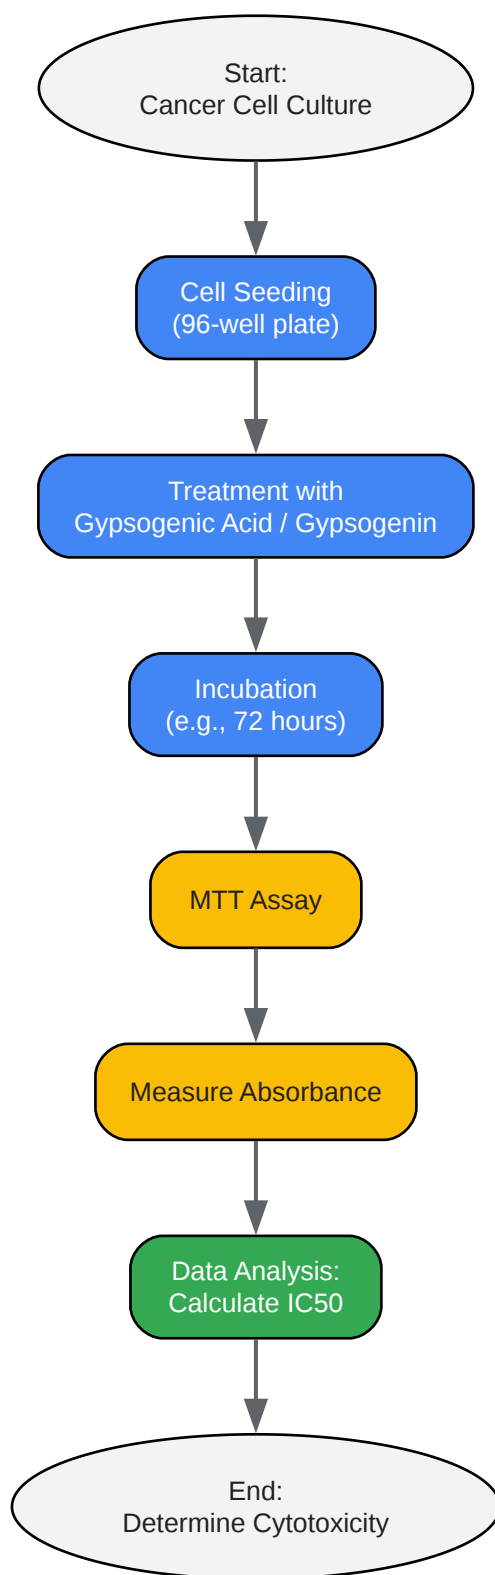 Start:
Cancer Cell Culture
Cell Seeding
(96-well plate)
Treatment with
Gypsogenic Acid / Gypsogenin
Incubation
(e.g., 72 hours)
MTT Assay
Measure Absorbance
Data Analysis:
Calculate IC50
End:
Determine Cytotoxicity